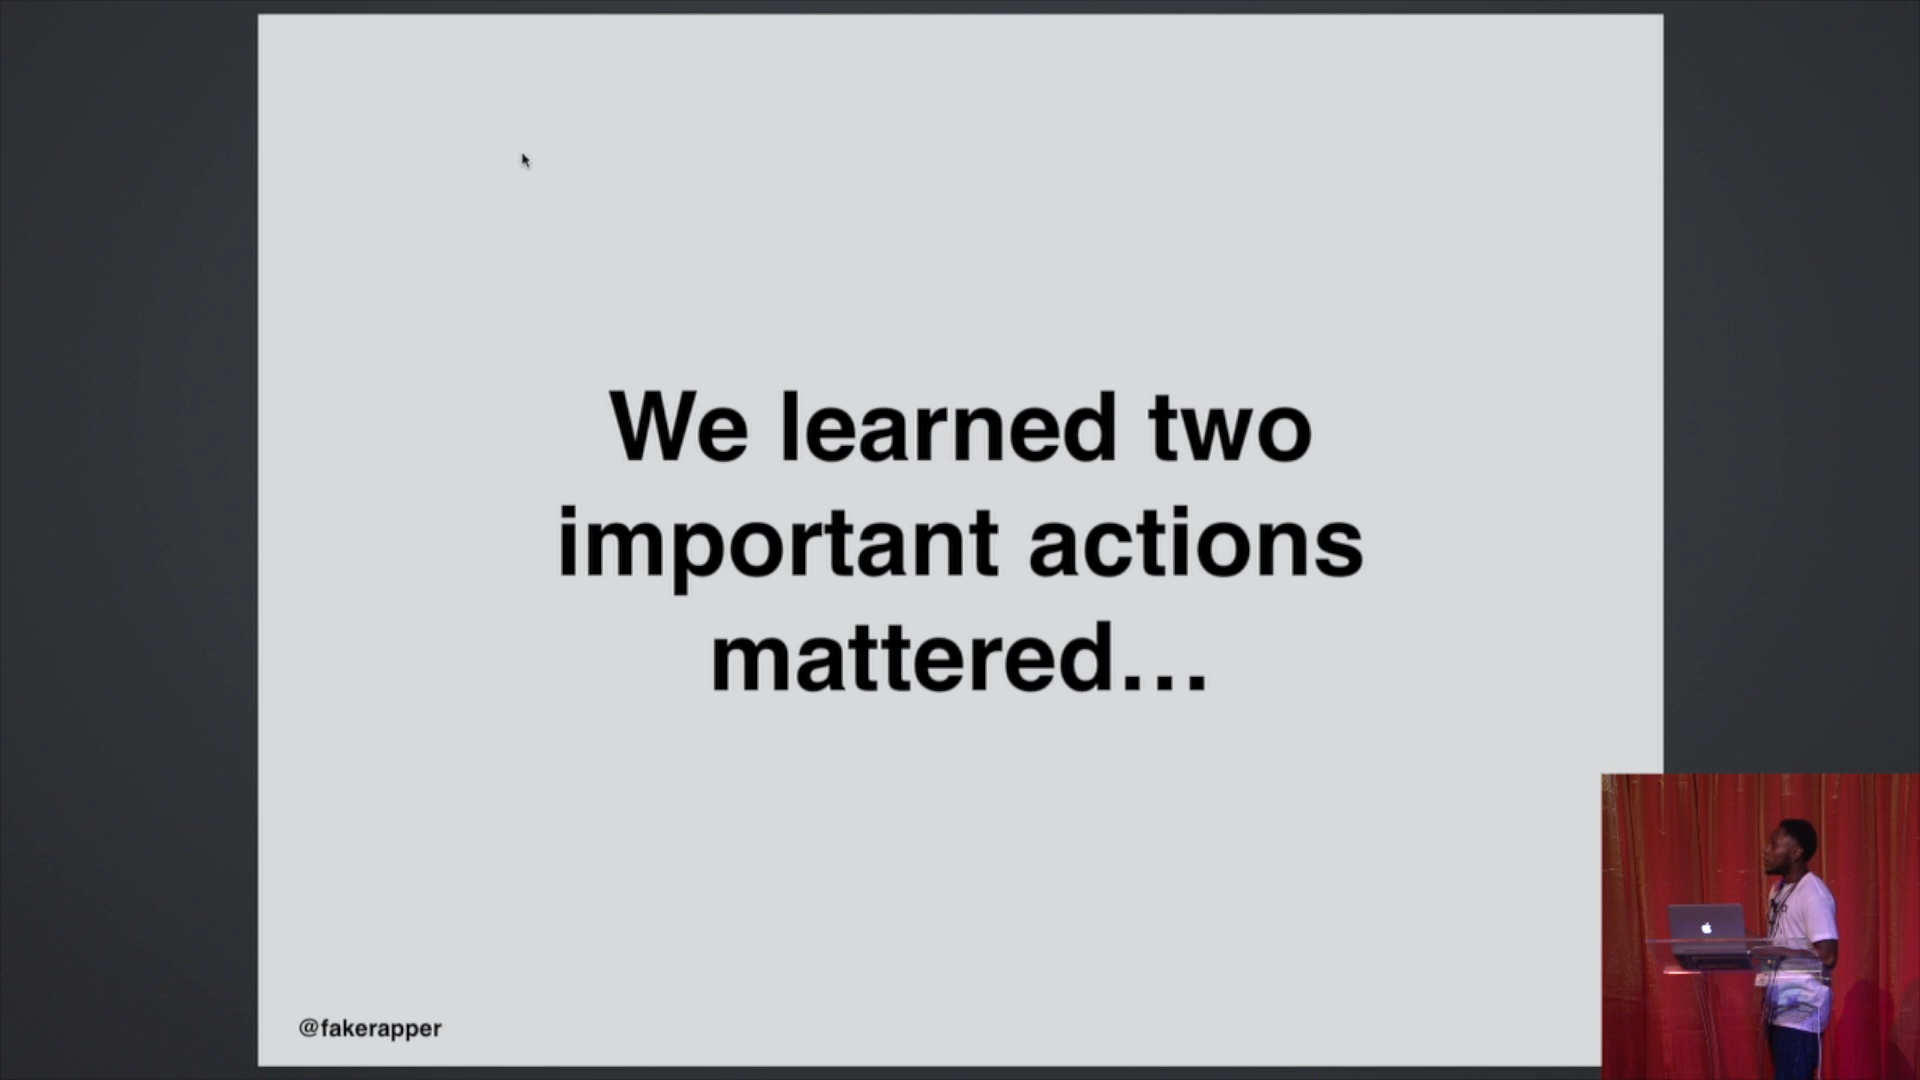 We learned two
important actions
mattered…
@fakerapper